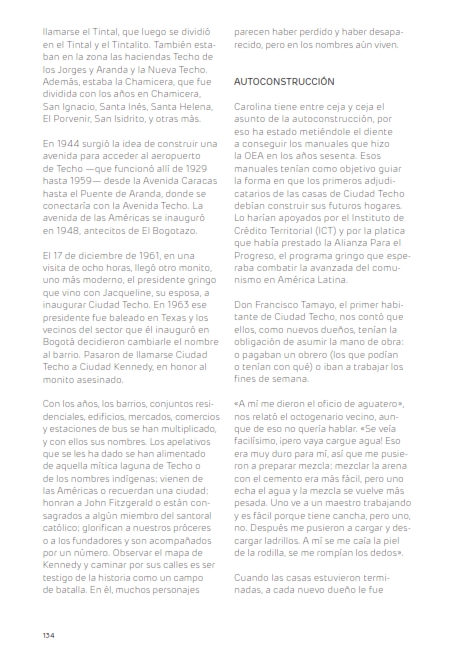 llamarse el Tintal, que luego se dividió
en el Tintal y el Tintalito. También esta-
ban en la zona las haciendas Techo de
los Jorges y Aranda y la Nueva Techo.
Además, estaba la Chamicera, que fue
dividida con los años en Chamicera,
San Ignacio, Santa Inés, Santa Helena,
El Porvenir, San Isidrito, y otras más.
En 1944 surgió la idea de construir una
avenida para acceder al aeropuerto
de Techo —que funcionó allí de 1929
hasta 1959— desde la Avenida Caracas
hasta el Puente de Aranda, donde se
conectaría con la Avenida Techo. La
avenida de las Américas se inauguró
en 1948, antecitos de El Bogotazo.
El 17 de diciembre de 1961, en una
visita de ocho horas, llegó otro monito,
uno más moderno, el presidente gringo
que vino con Jacqueline, su esposa, a
inaugurar Ciudad Techo. En 1963 ese
presidente fue baleado en Texas y los
vecinos del sector que él inauguró en
Bogotá decidieron cambiarle el nombre
al barrio. Pasaron de llamarse Ciudad
Techo a Ciudad Kennedy, en honor al
monito asesinado.
Con los años, los barrios, conjuntos resi-
denciales, edificios, mercados, comercios
y estaciones de bus se han multiplicado,
y con ellos sus nombres. Los apelativos
que se les ha dado se han alimentado
de aquella mítica laguna de Techo o
de los nombres indígenas; vienen de
las Américas o recuerdan una ciudad;
honran a John Fitzgerald o están con-
sagrados a algún miembro del santoral
católico; glorifican a nuestros próceres
o a los fundadores y son acompañados
por un número. Observar el mapa de
Kennedy y caminar por sus calles es ser
testigo de la historia como un campo
de batalla. En él, muchos personajes
parecen haber perdido y haber desapa-
recido, pero en los nombres aún viven.
AUTOCONSTRUCCIÓN
Carolina tiene entre ceja y ceja el
asunto de la autoconstrucción, por
eso ha estado metiéndole el diente
a conseguir los manuales que hizo
la OEA en los años sesenta. Esos
manuales tenían como objetivo guiar
la forma en que los primeros adjudi-
catarios de las casas de Ciudad Techo
debían construir sus futuros hogares.
Lo harían apoyados por el Instituto de
Crédito Territorial (ICT) y por la platica
que había prestado la Alianza Para el
Progreso, el programa gringo que espe-
raba combatir la avanzada del comu-
nismo en América Latina.
Don Francisco Tamayo, el primer habi-
tante de Ciudad Techo, nos contó que
ellos, como nuevos dueños, tenían la
obligación de asumir la mano de obra:
o pagaban un obrero (los que podían
o tenían con qué) o iban a trabajar los
fines de semana.
«A mí me dieron el oficio de aguatero»,
nos relató el octogenario vecino, aun-
que de eso no quería hablar. «Se veía
facilísimo, ¡pero vaya cargue agua! Eso
era muy duro para mí, así que me pusie-
ron a preparar mezcla; mezclar la arena
con el cemento era más fácil, pero uno
echa el agua y la mezcla se vuelve más
pesada. Uno ve a un maestro trabajando
y es fácil porque tiene cancha, pero uno,
no. Después me pusieron a cargar y des-
cargar ladrillos. A mí se me caía la piel
de la rodilla, se me rompían los dedos».
Cuando las casas estuvieron termi-
nadas, a cada nuevo dueño le fue
134